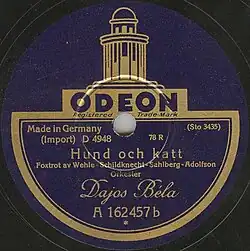 ODEON
Registered Trade-Mark
Made in Germany
(Import) D 4948
78 R
(Sto 3435)
Hund och katt
Foxtrot av Wehle-Schildknecht-Sahlberg-Adolfson
Orkester
Dajos Béla
A 162457b